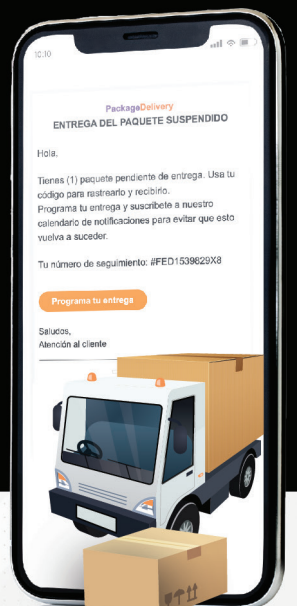 10:10
PackageDelivery
ENTREGA DEL PAQUETE SUSPENDIDO
Hola,
Tienes (1) paquete pendiente de entrega. Usa tu
código para rastrearlo y recibirlo.
Programa tu entrega y suscríbete a nuestro
calendario de notificaciones para evitar que esto
vuelva a suceder.
Tu número de seguimiento: #FED1539829X8
Programa tu entrega
Saludos,
Atención al cliente